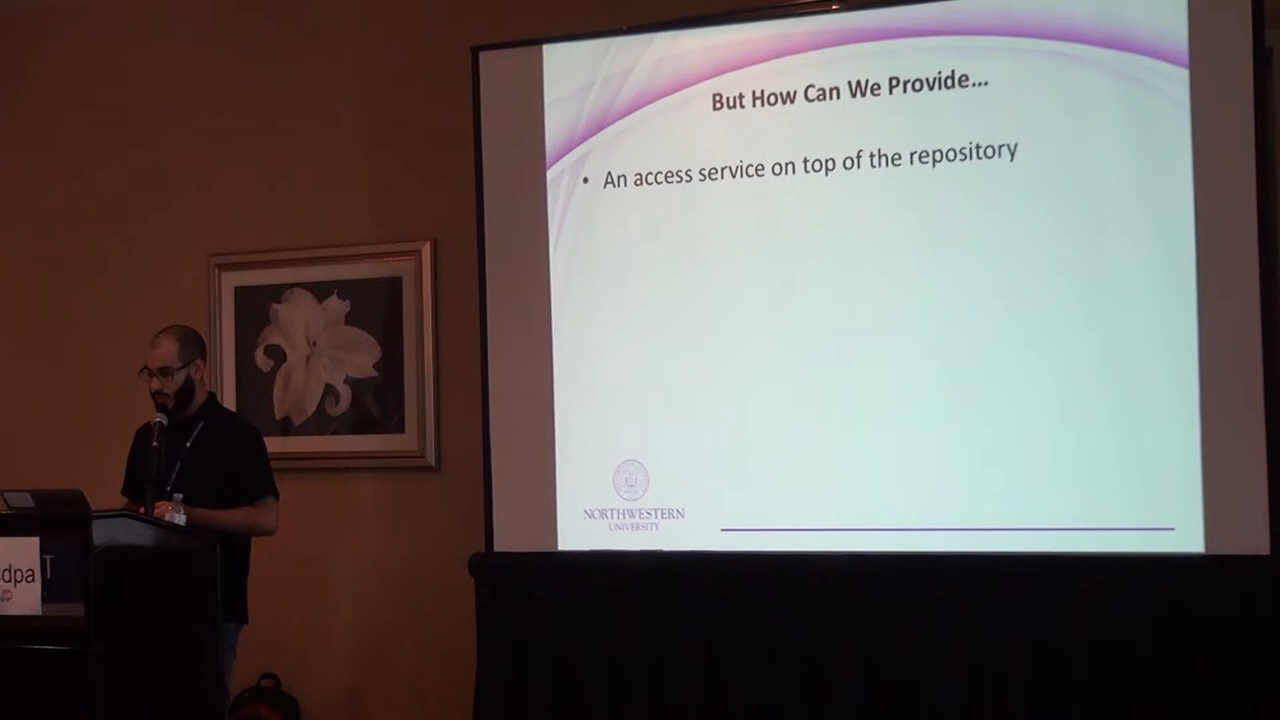 But How Can We Provide...
• An access service on top of the repository
NORTHWESTERN
UNIVERSITY
dpa
T